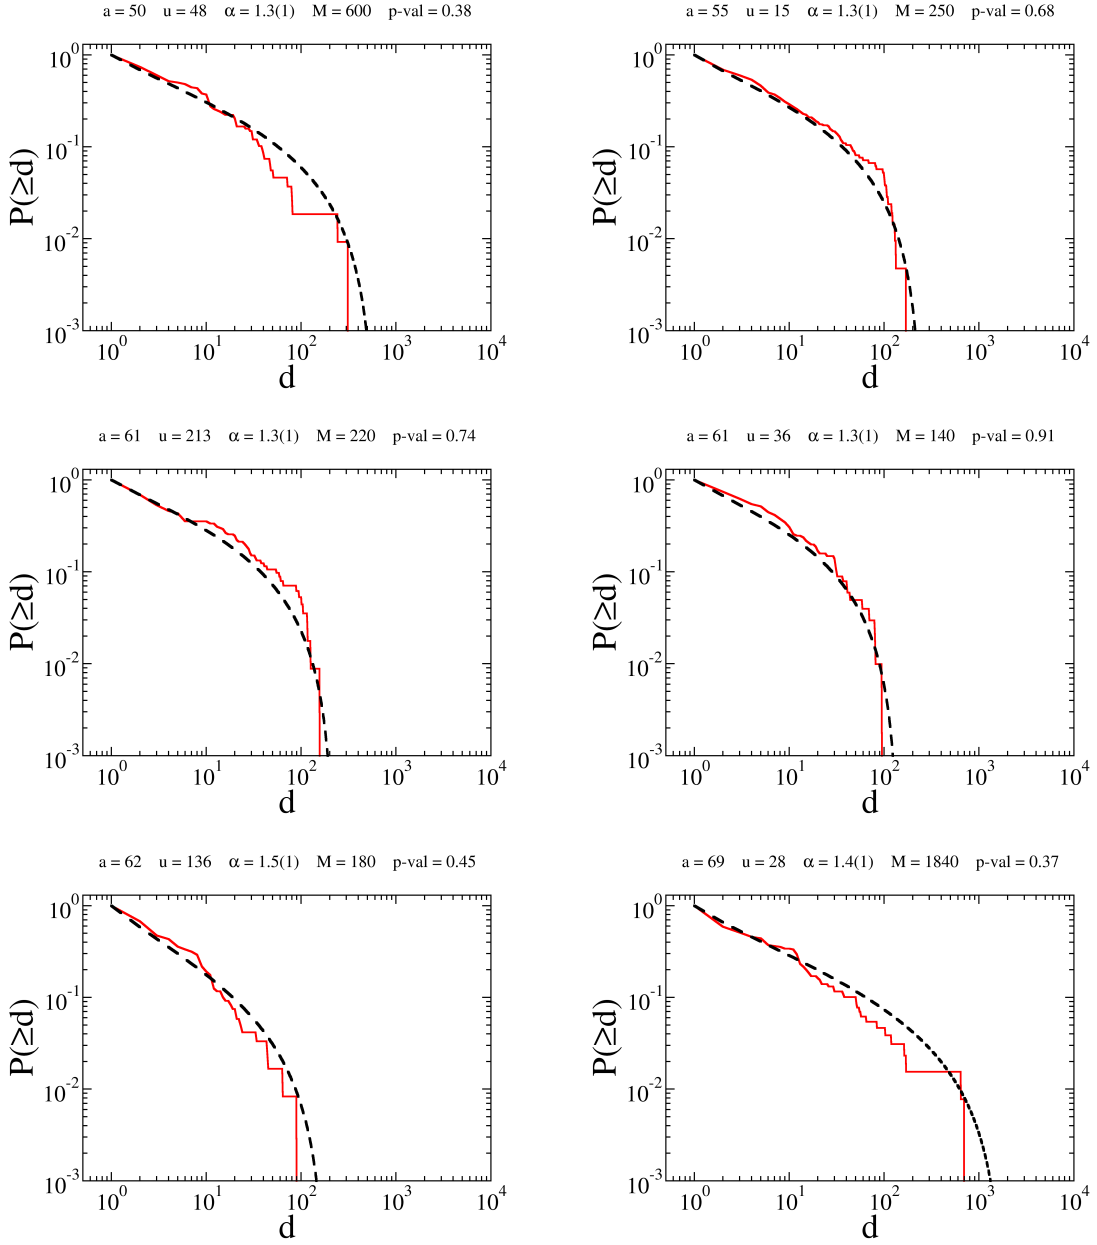 a = 50 u = 48 α = 1.3(1) M = 600 p-val = 0.38
10^0
10^-1
10^-2
10^-3
P(≥d)
10^0 10^1 10^2 10^3 10^4
d
a = 55 u = 15 α = 1.3(1) M = 250 p-val = 0.68
10^0
10^-1
10^-2
10^-3
P(≥d)
10^0 10^1 10^2 10^3 10^4
d
a = 61 u = 213 α = 1.3(1) M = 220 p-val = 0.74
10^0
10^-1
10^-2
10^-3
P(≥d)
10^0 10^1 10^2 10^3 10^4
d
a = 61 u = 36 α = 1.3(1) M = 140 p-val = 0.91
10^0
10^-1
10^-2
10^-3
P(≥d)
10^0 10^1 10^2 10^3 10^4
d
a = 62 u = 136 α = 1.5(1) M = 180 p-val = 0.45
10^0
10^-1
10^-2
10^-3
P(≥d)
10^0 10^1 10^2 10^3 10^4
d
a = 69 u = 28 α = 1.4(1) M = 1840 p-val = 0.37
10^0
10^-1
10^-2
10^-3
P(≥d)
10^0 10^1 10^2 10^3 10^4
d